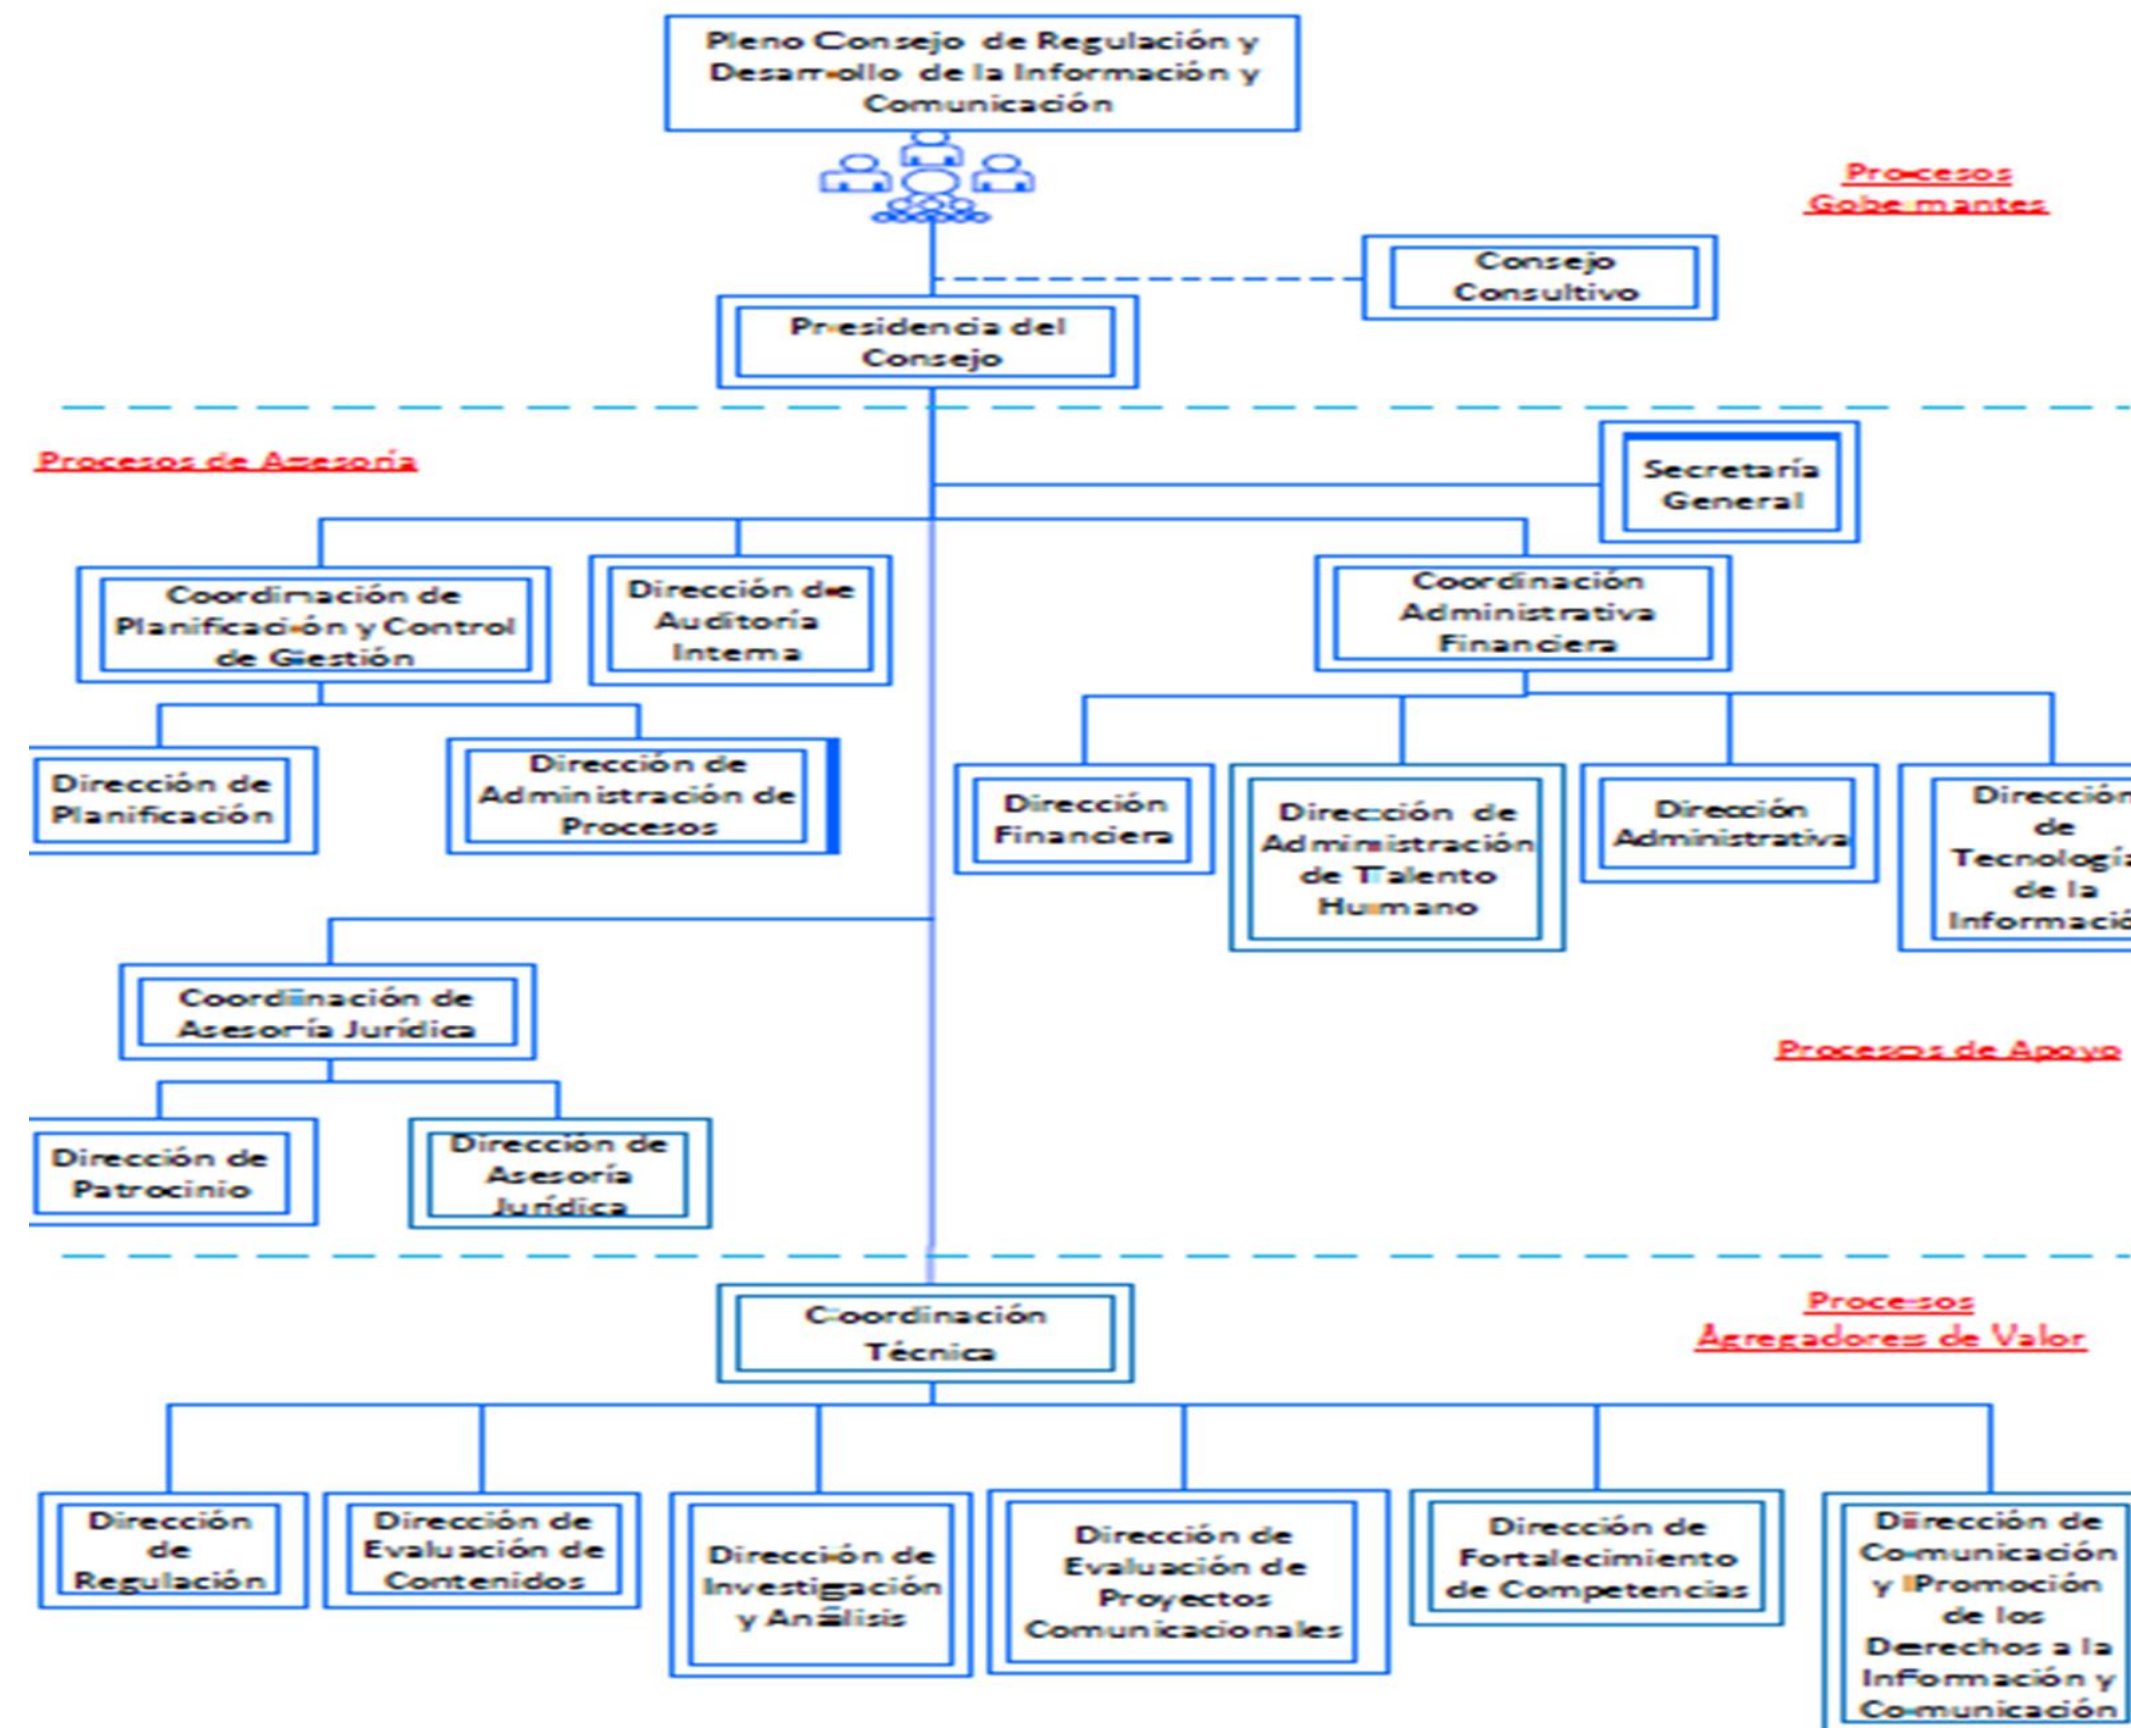 Pleno Consejo de Regulación y
Desarrollo de la Información y
Comunicación
Procesos
Gobernantes
Consejo
Consultivo
Presidencia del
Consejo
Procesos de Asesoría
Secretaría
General
Coordinación de
Planificación y Control
de Gestión
Dirección de
Auditoría
Interna
Coordinación
Administrativa
Financiera
Dirección de
Planificación
Dirección de
Administración de
Procesos
Dirección
Financiera
Dirección de
Administración
de Talento
Humano
Dirección
Administrativa
Dirección
de
Tecnología
de la
Informació
Coordinación de
Asesoría Jurídica
Procesos de Apoyo
Dirección de
Patrocinio
Dirección de
Asesoría
Jurídica
Coordinación
Técnica
Procesos
Agregadores de Valor
Dirección
de
Regulación
Dirección de
Evaluación de
Contenidos
Dirección de
Investigación
y Análisis
Dirección de
Evaluación de
Proyectos
Comunicacionales
Dirección de
Fortalecimiento
de Competencias
Dirección de
Comunicación
y Promoción
de los
Derechos a la
Información y
Comunicación